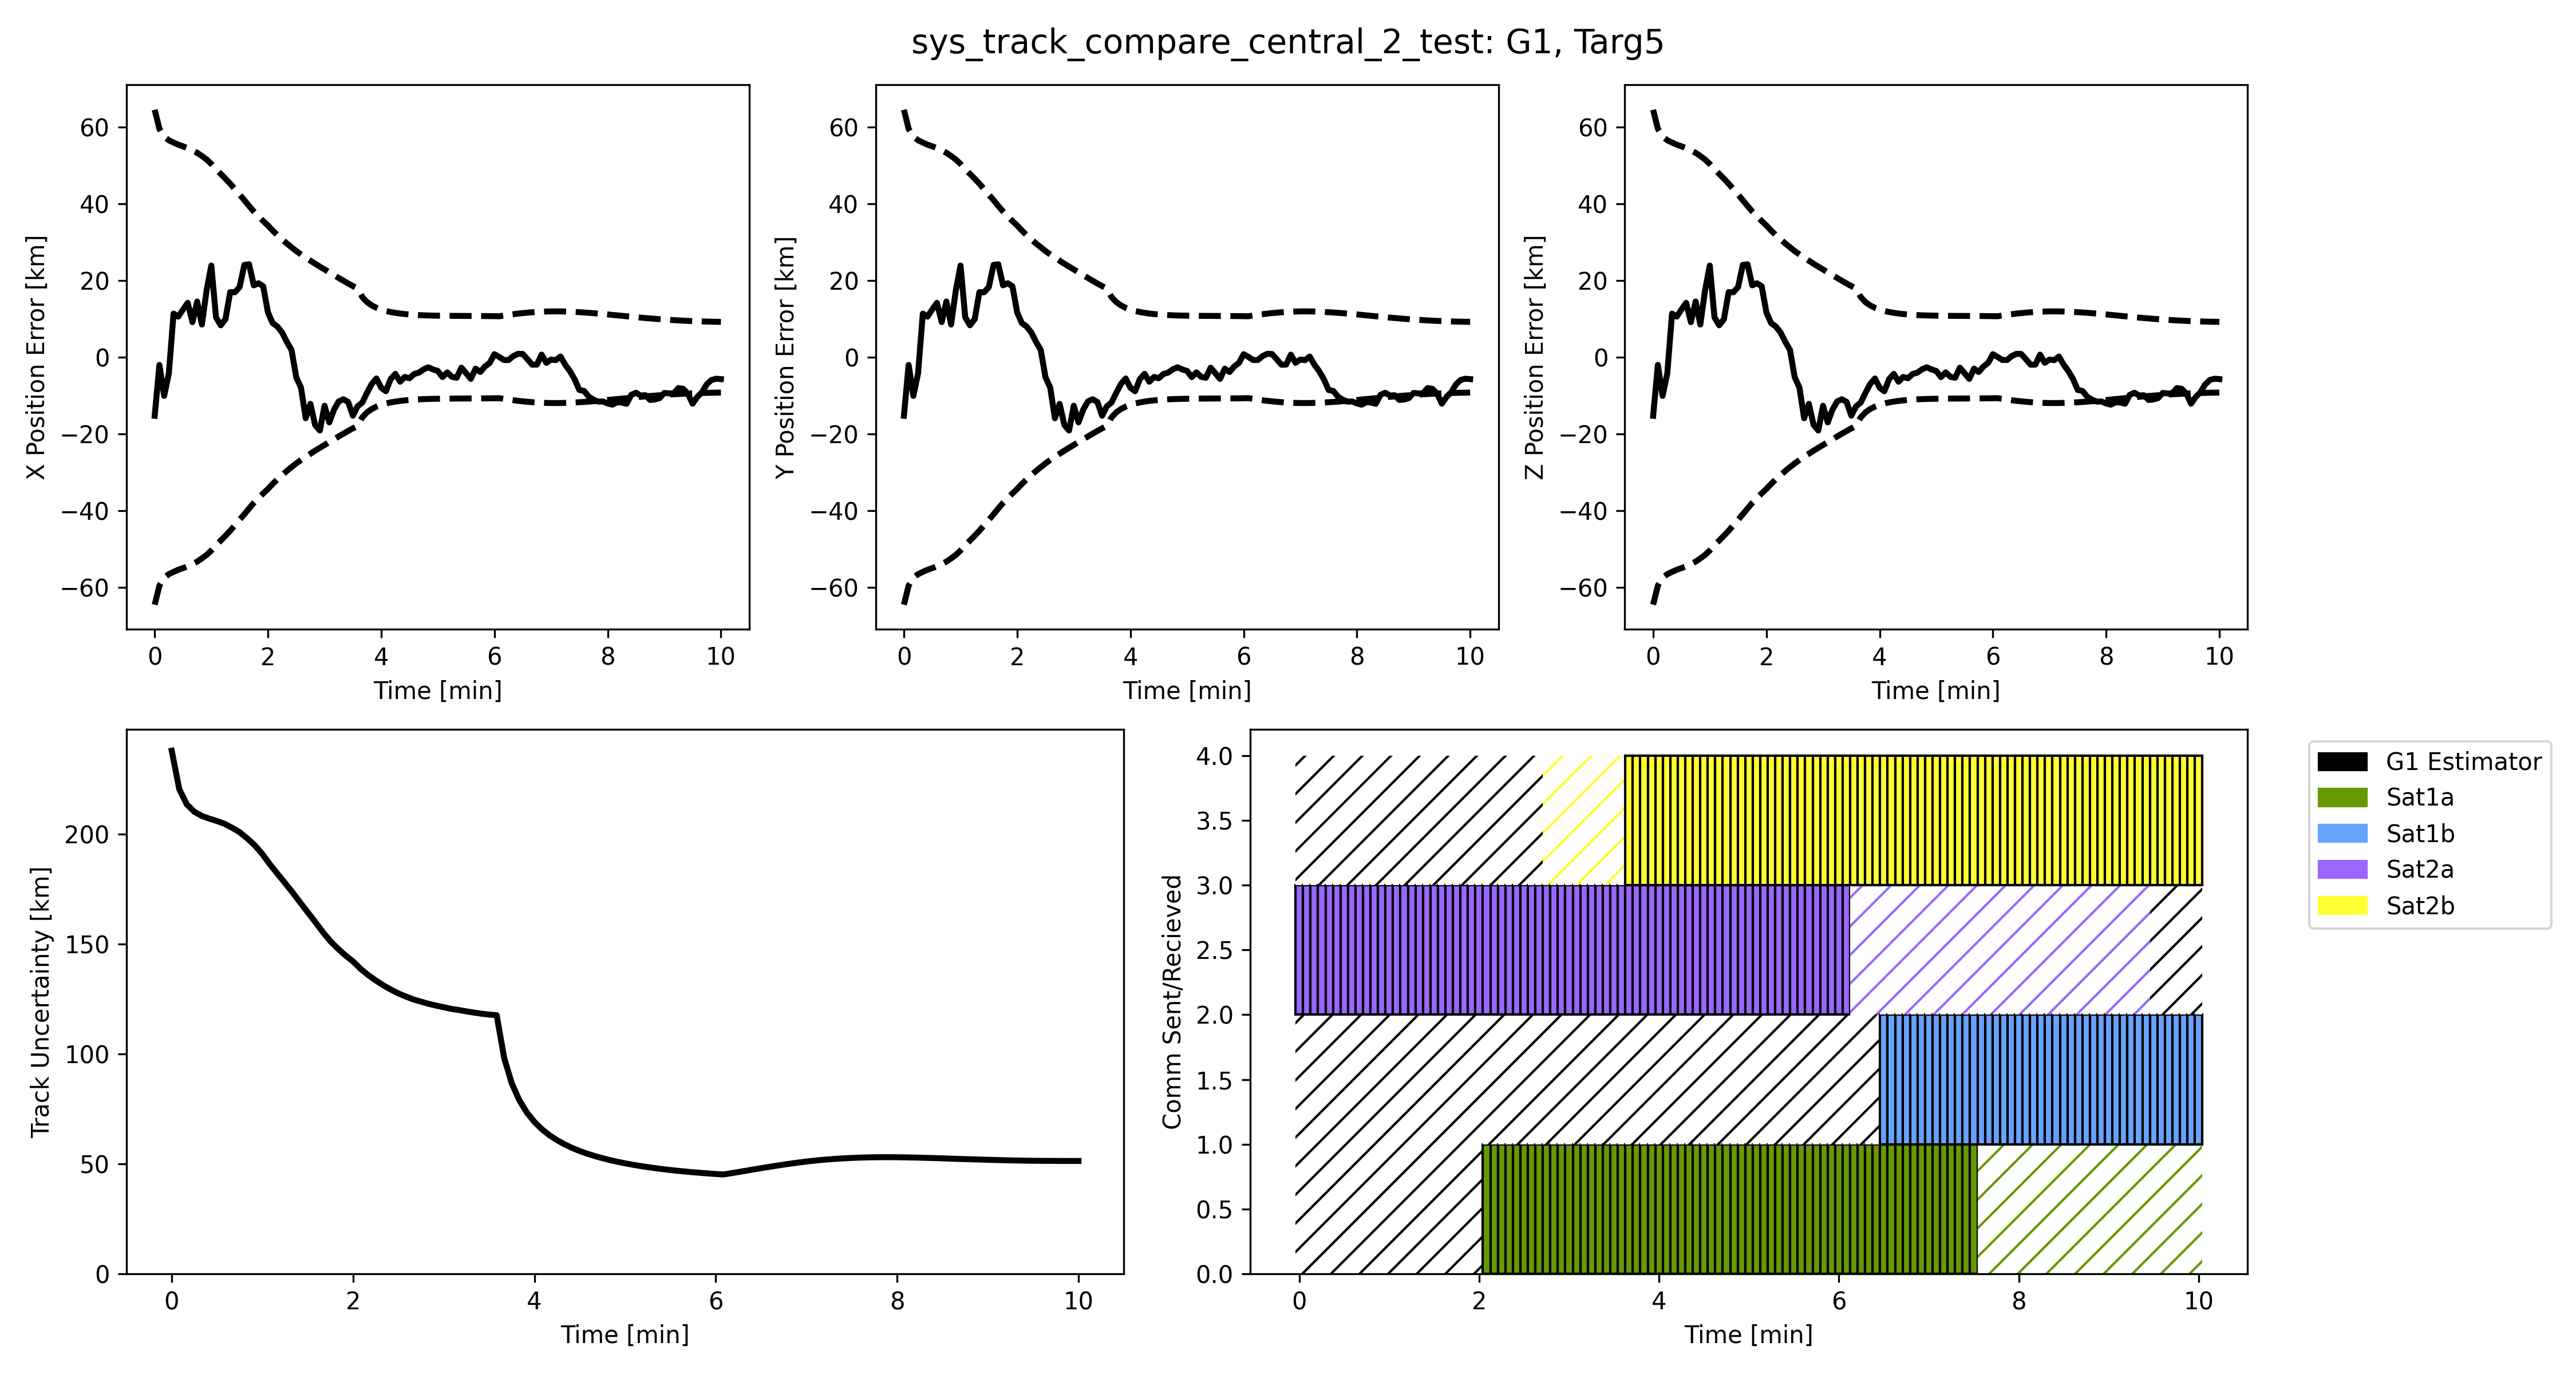 sys_track_compare_central_2_test: G1, Targ5
X Position Error [km]
60
40
20
0
−20
−40
−60
0 2 4 6 8 10
Time [min]
Y Position Error [km]
60
40
20
0
−20
−40
−60
0 2 4 6 8 10
Time [min]
Z Position Error [km]
60
40
20
0
−20
−40
−60
0 2 4 6 8 10
Time [min]
Track Uncertainty [km]
200
150
100
50
0
0 2 4 6 8 10
Time [min]
Comm Sent/Recieved
4.0
3.5
3.0
2.5
2.0
1.5
1.0
0.5
0.0
0 2 4 6 8 10
Time [min]
G1 Estimator
Sat1a
Sat1b
Sat2a
Sat2b